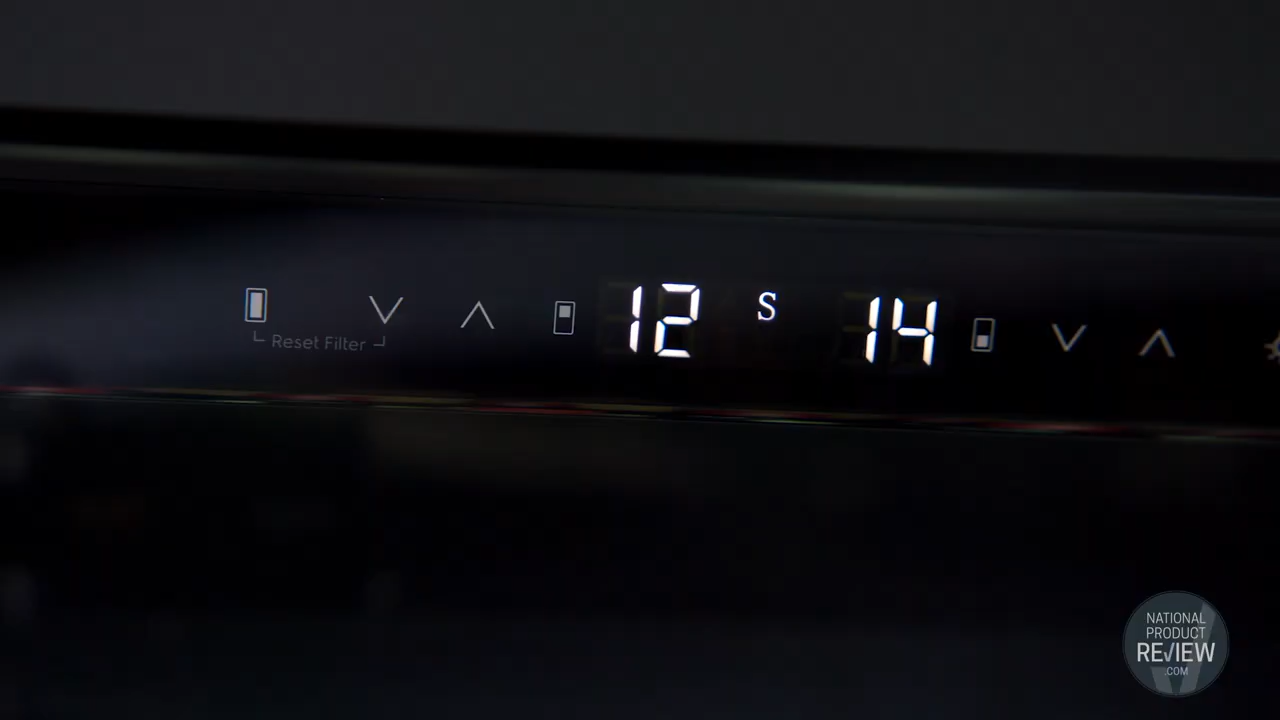 12 S 14
Reset Filter
NATIONAL
PRODUCT
REVIEW
.COM